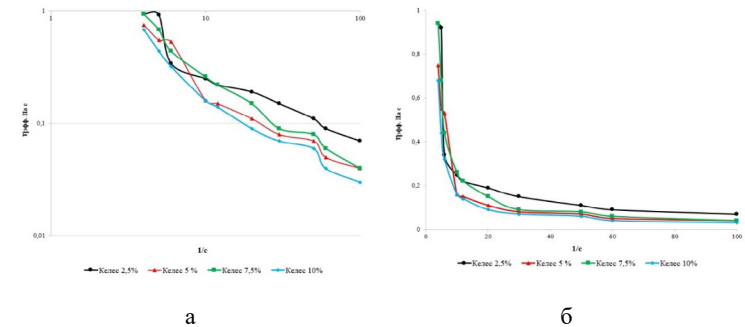 1 10 100
1
0,1
0,01
ηэфф, Па с
1/с
Келес 2,5% Келес 5 % Келес 7,5% Келес 10%
а
1
0,8
0,6
0,4
0,2
0
0 20 40 60 80 100
ηэфф, Па с
1/с
Келес 2,5% Келес 5% Келес 7,5% Келес 10%
б